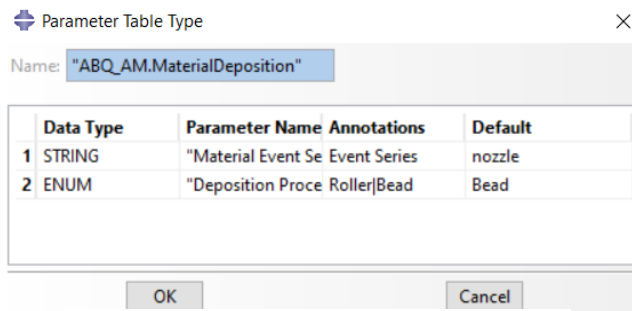 Parameter Table Type
Name: "ABQ_AM.MaterialDeposition"
Data Type Parameter Name Annotations Default
1 STRING "Material Event Se Event Series nozzle
2 ENUM "Deposition Proce Roller|Bead Bead
OK Cancel